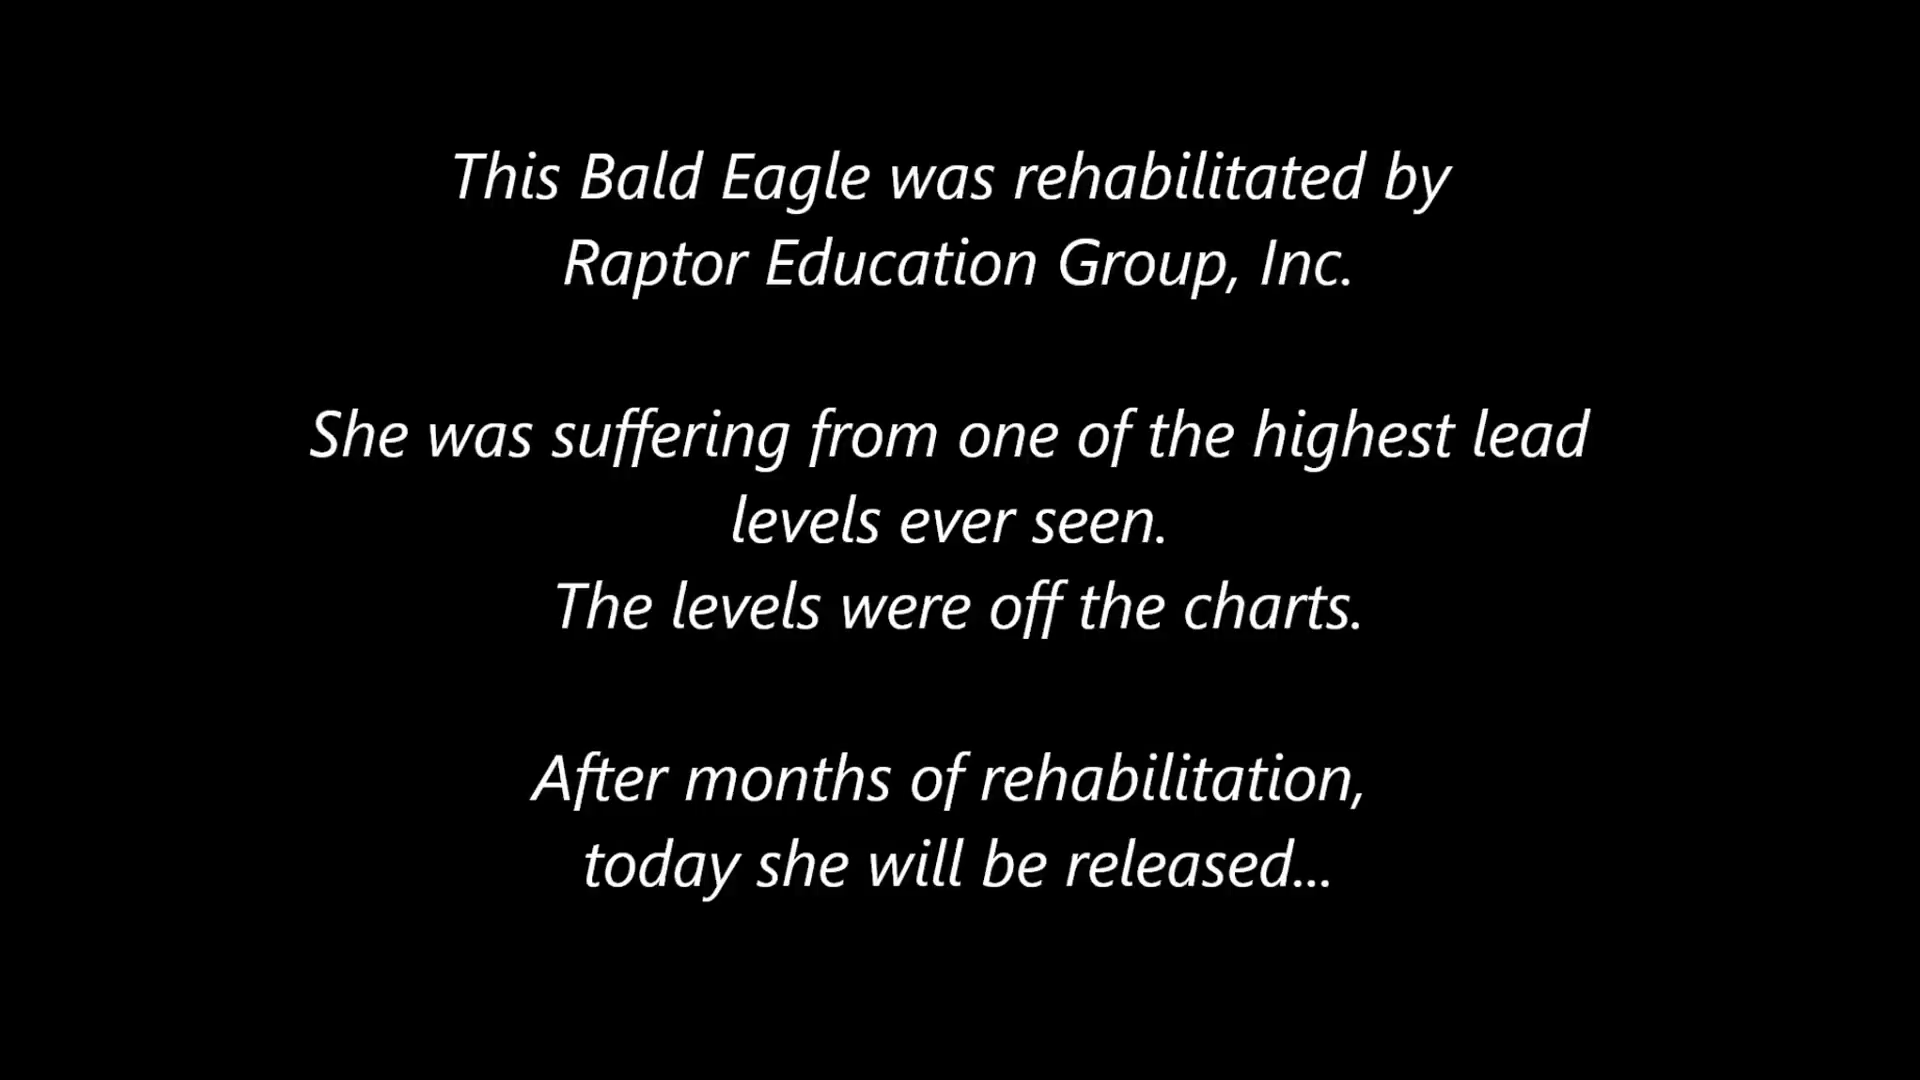 This Bald Eagle was rehabilitated by
Raptor Education Group, Inc.
She was suffering from one of the highest lead
levels ever seen.
The levels were off the charts.
After months of rehabilitation,
today she will be released...